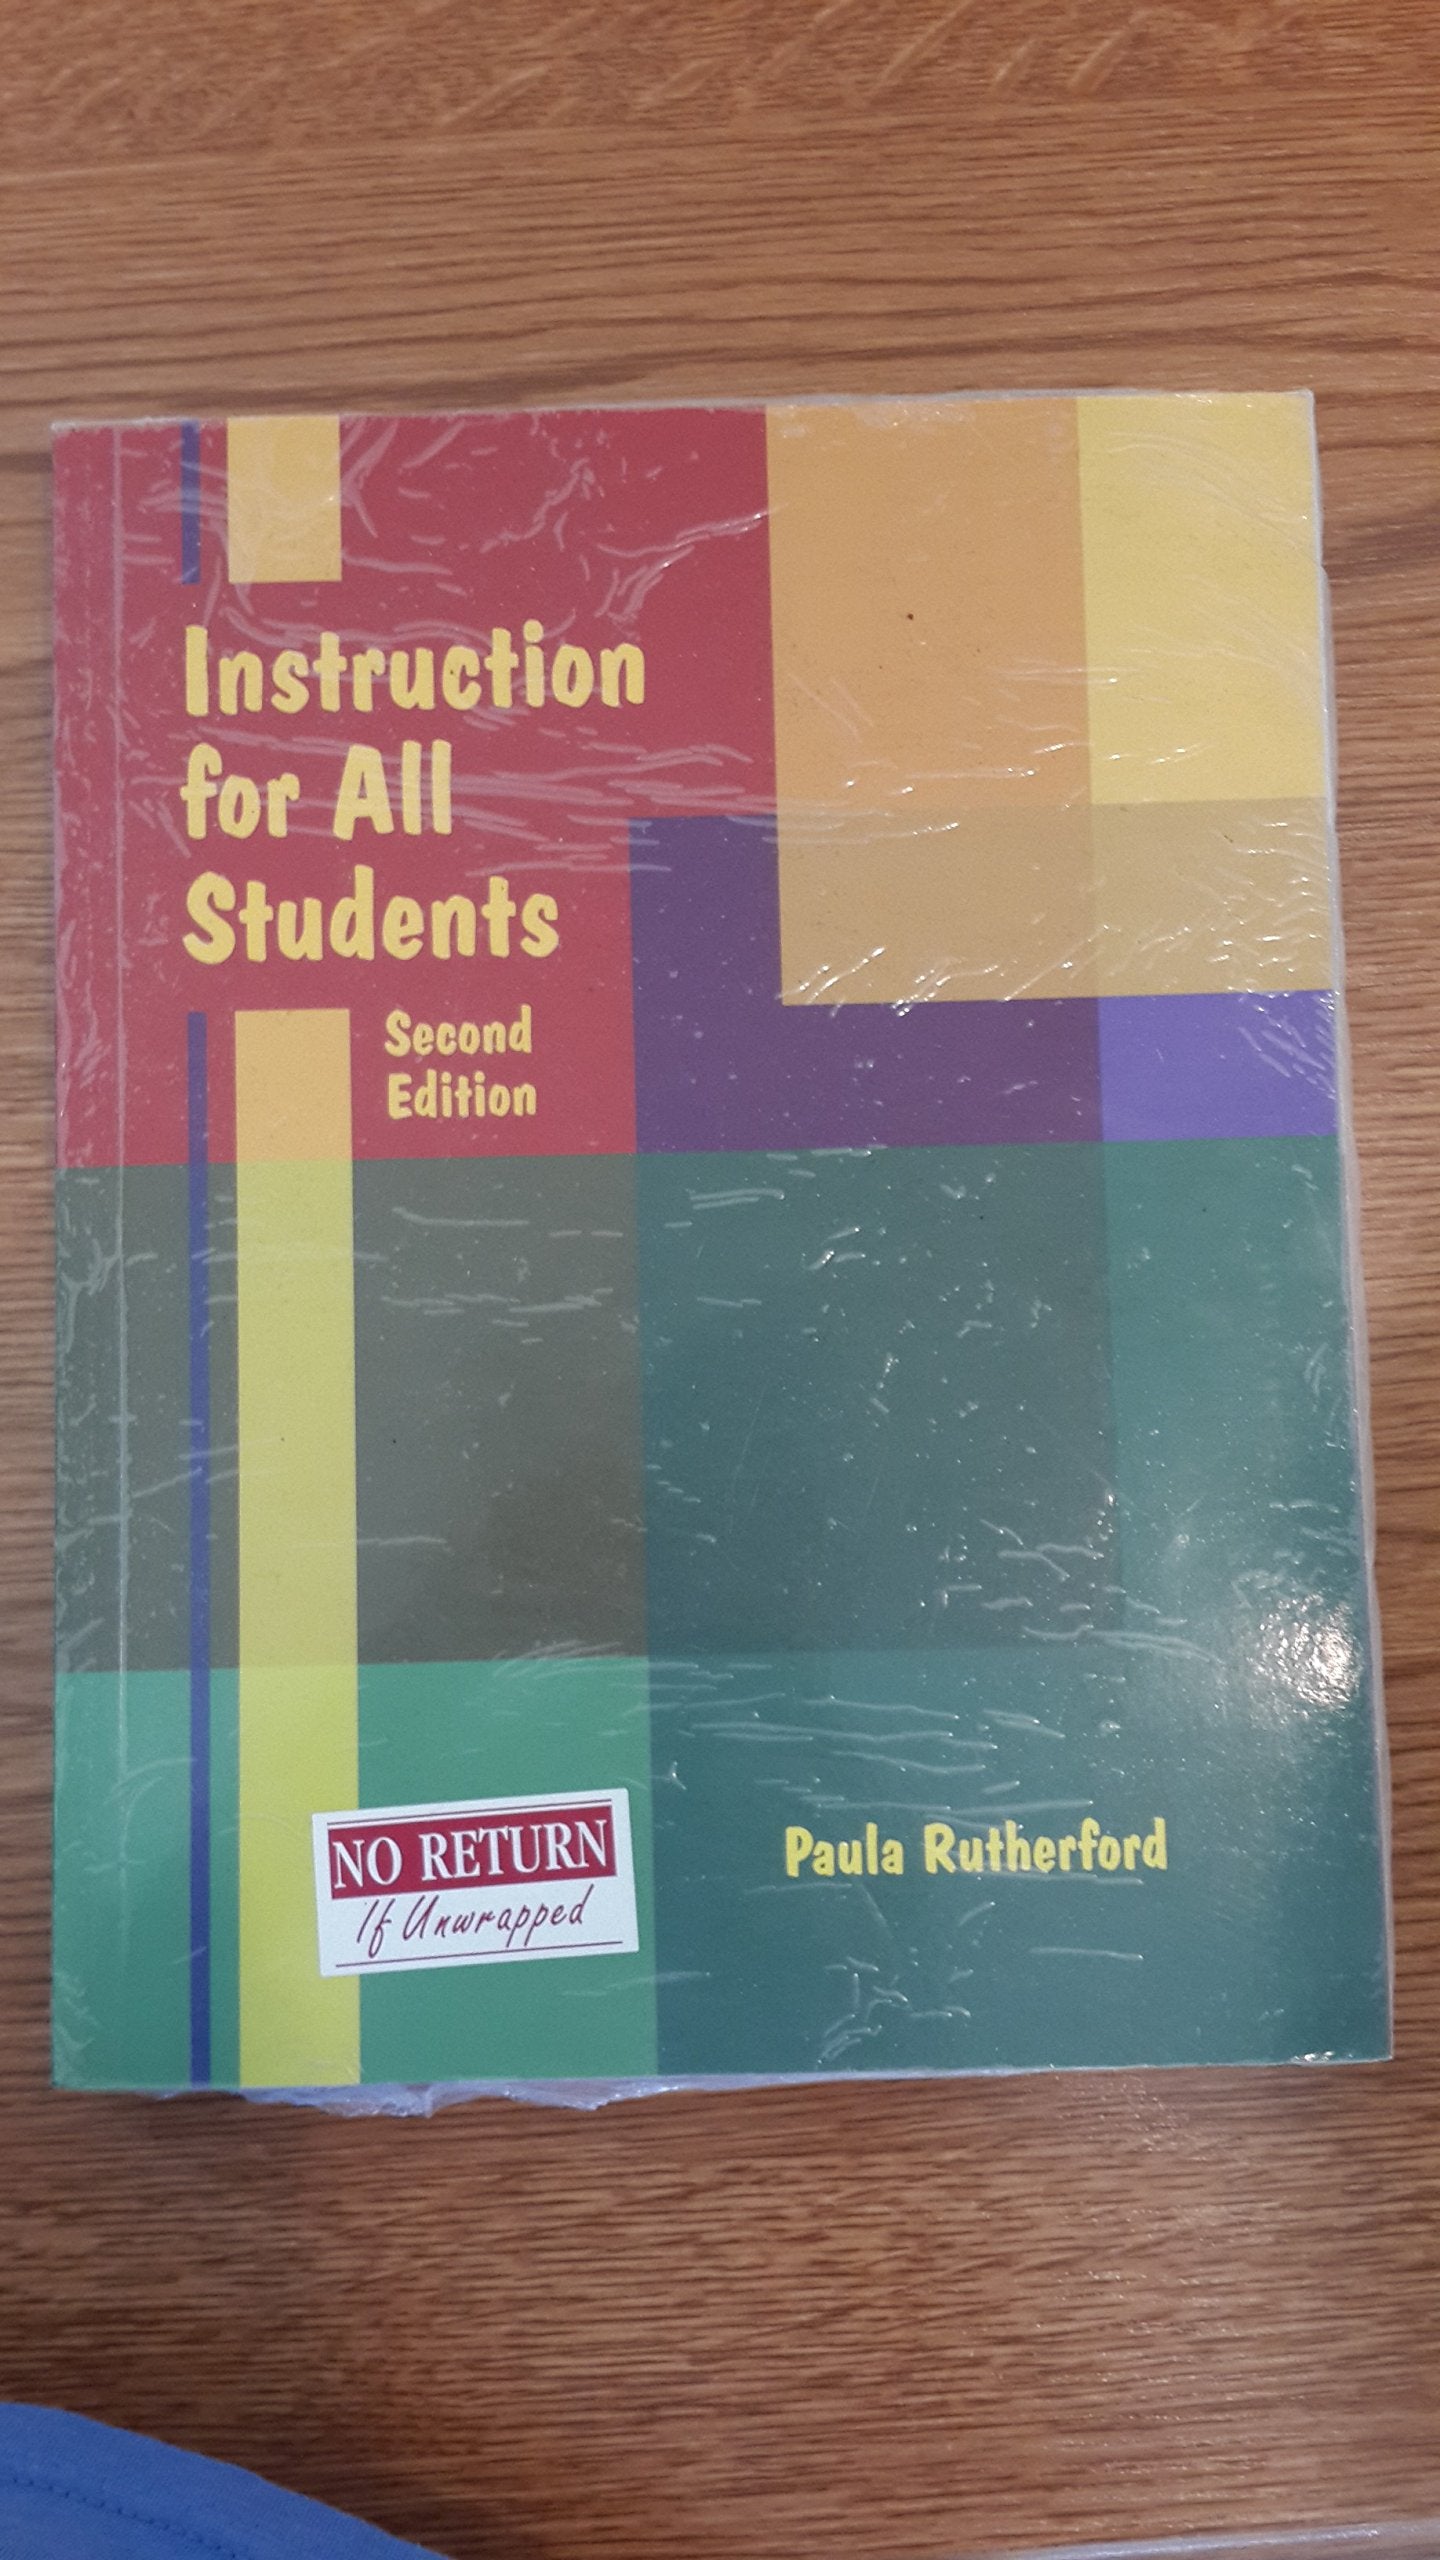 Instruction
for All
Students
Second
Edition
Paula Rutherford
NO RETURN
If Unwrapped